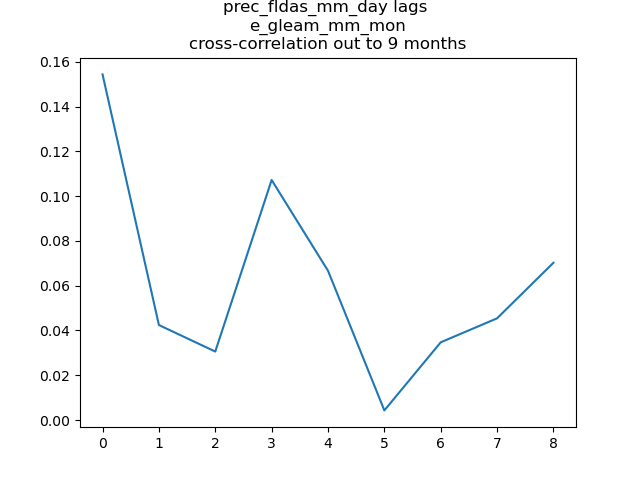 prec_fldas_mm_day lags
e_gleam_mm_mon
cross-correlation out to 9 months
0.16
0.14
0.12
0.10
0.08
0.06
0.04
0.02
0.00
0 1 2 3 4 5 6 7 8